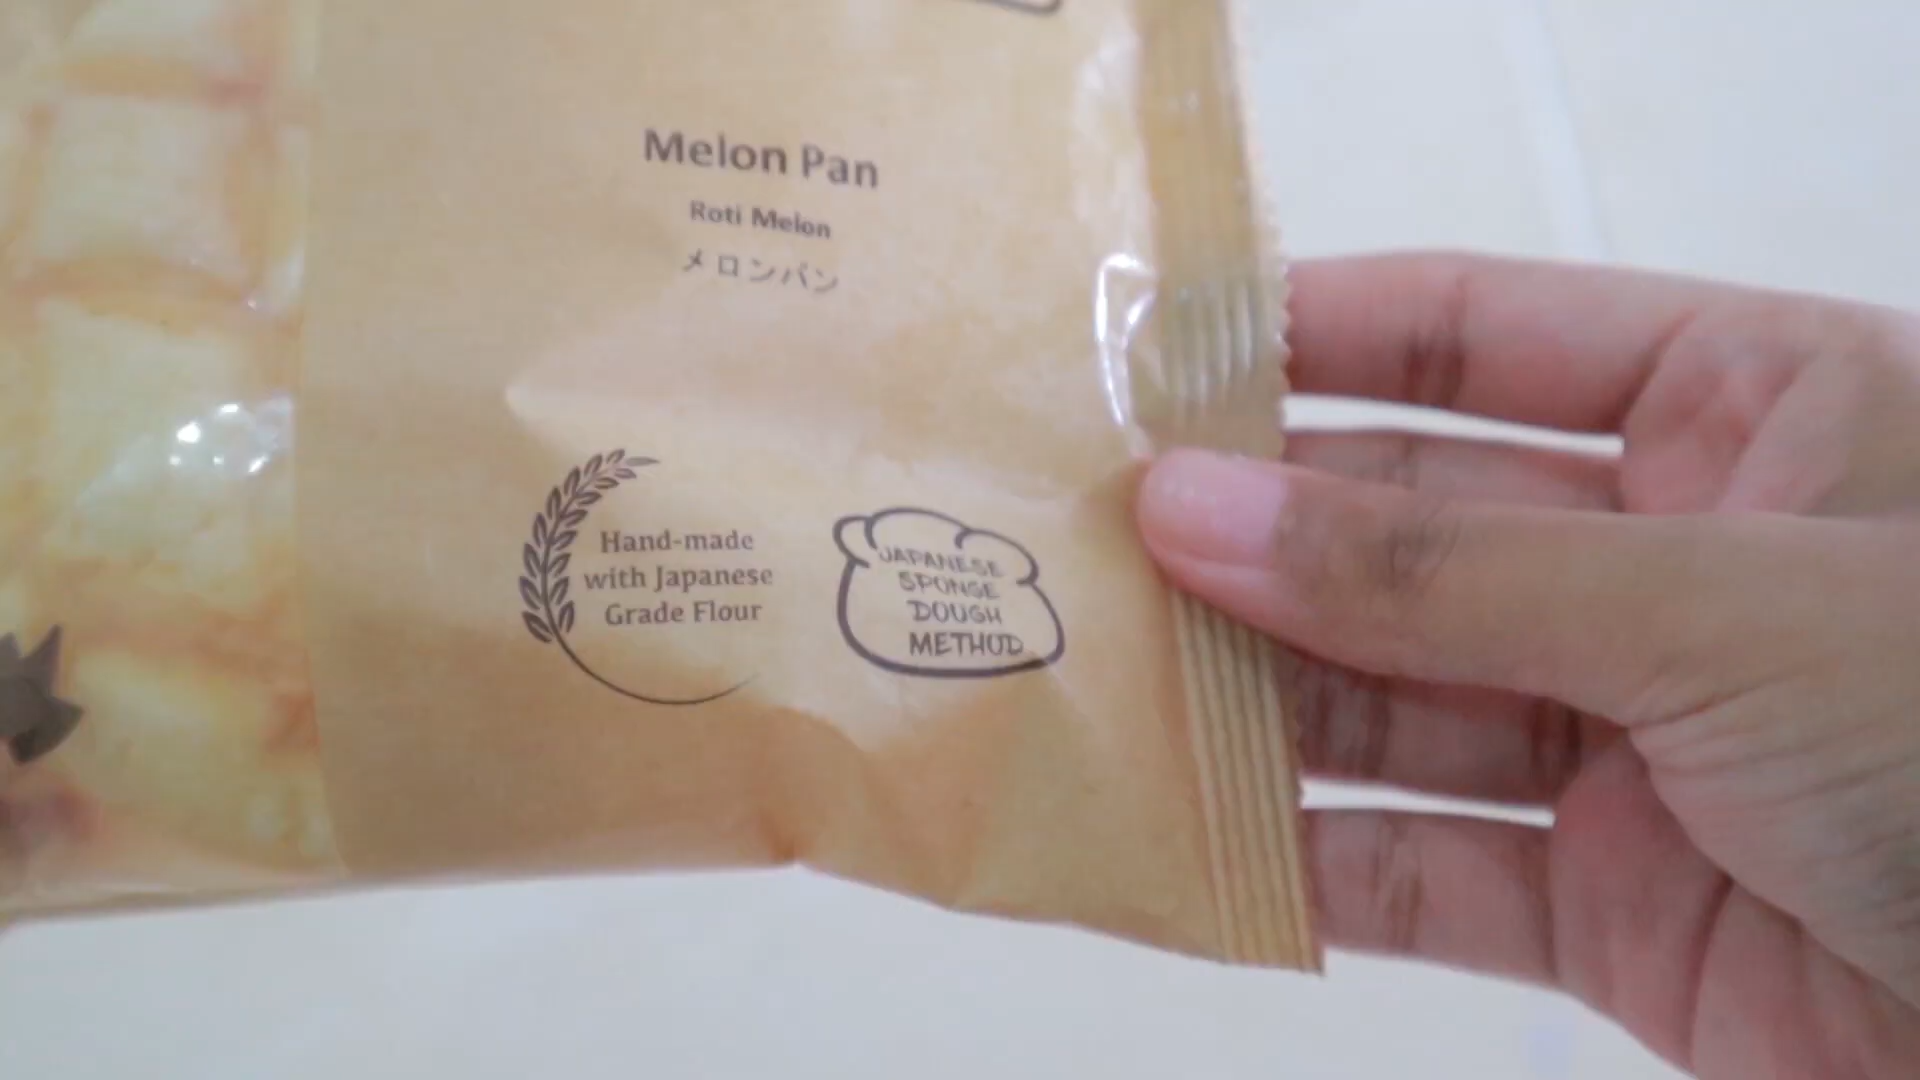 Melon Pan
Roti Melon
メロンパン
Hand-made
with Japanese
Grade Flour
JAPANESE
SPONGE
DOUGH
METHOD